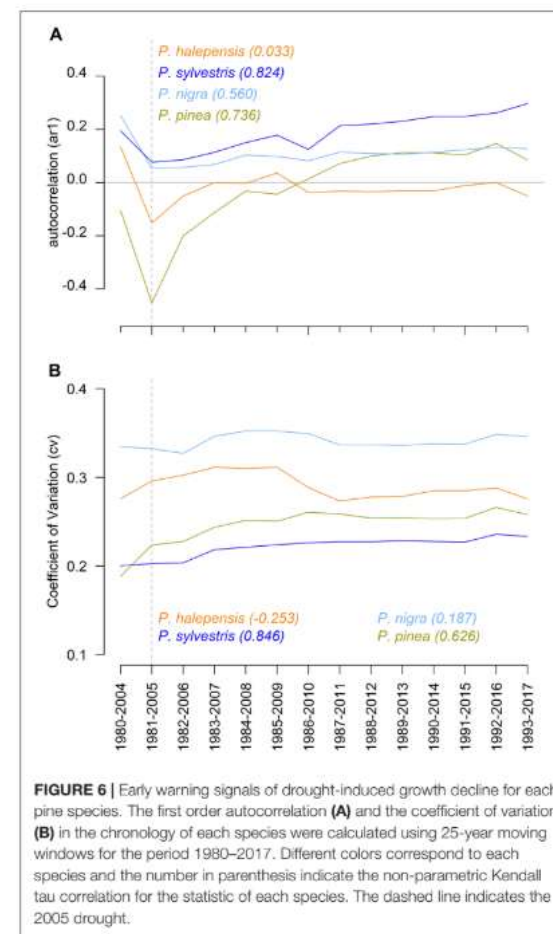 A
P. halepensis (0.033)
P. sylvestris (0.824)
P. nigra (0.560)
P. pinea (0.736)
autocorrelation (ar1)
0.4
0.2
0.0
-0.2
-0.4
B
Coefficient of Variation (cv)
0.4
0.3
0.2
0.1
P. halepensis (-0.253) P. nigra (0.187)
P. sylvestris (0.846) P. pinea (0.626)
1980-2004
1981-2005
1982-2006
1983-2007
1984-2008
1985-2009
1986-2010
1987-2011
1988-2012
1989-2013
1990-2014
1991-2015
1992-2016
1993-2017
FIGURE 6 | Early warning signals of drought-induced growth decline for each
pine species. The first order autocorrelation (A) and the coefficient of variation
(B) in the chronology of each species were calculated using 25-year moving
windows for the period 1980–2017. Different colors correspond to each
species and the number in parenthesis indicate the non-parametric Kendall
tau correlation for the statistic of each species. The dashed line indicates the
2005 drought.